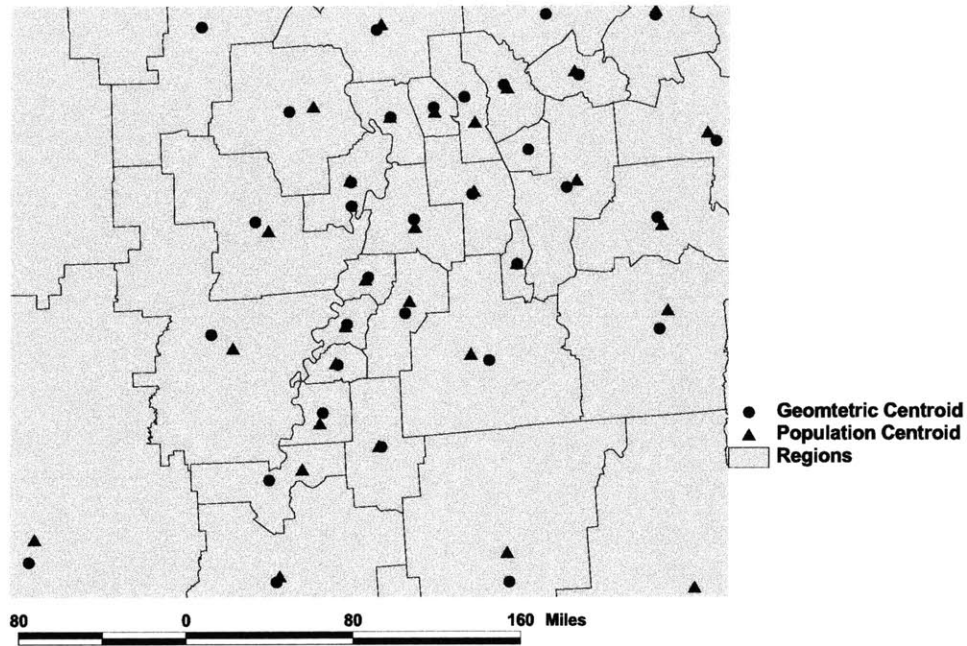 Geomtetric Centroid
Population Centroid
Regions
80 0 80 160 Miles